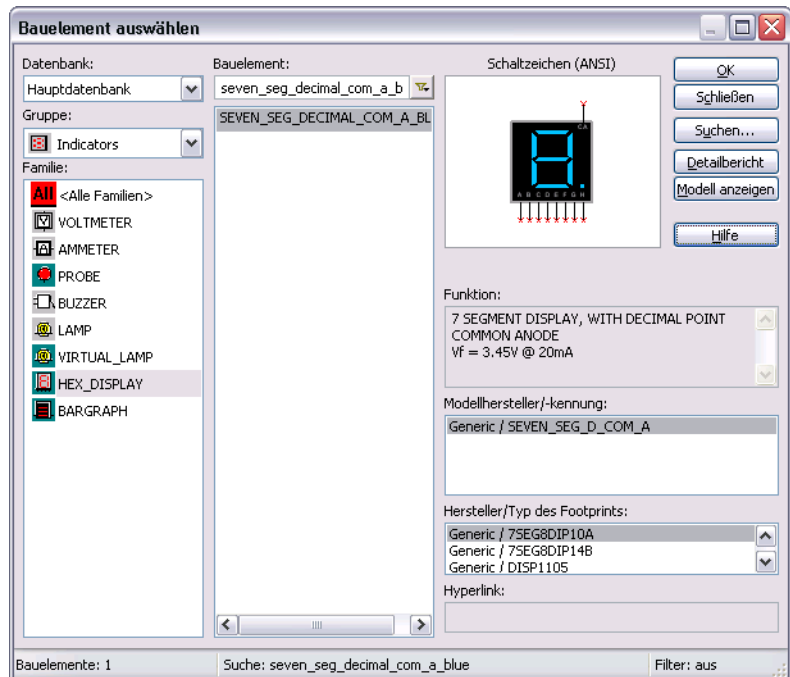 Bauelement auswählen
Datenbank:
Hauptdatenbank
Gruppe:
Indicators
Familie:
All <Alle Familien>
VOLTMETER
AMMETER
PROBE
BUZZER
LAMP
VIRTUAL_LAMP
HEX_DISPLAY
BARGRAPH
Bauelement:
seven_seg_decimal_com_a_b
SEVEN_SEG_DECIMAL_COM_A_BL
Schaltzeichen (ANSI)
CA
A B C D E F G H
OK
Schließen
Suchen...
Detailbericht
Modell anzeigen
Hilfe
Funktion:
7 SEGMENT DISPLAY, WITH DECIMAL POINT
COMMON ANODE
Vf = 3.45V @ 20mA
Modellhersteller/-kennung:
Generic / SEVEN_SEG_D_COM_A
Hersteller/Typ des Footprints:
Generic / 7SEG8DIP10A
Generic / 7SEG8DIP14B
Generic / DISP1105
Hyperlink:
Bauelemente: 1
Suche: seven_seg_decimal_com_a_blue
Filter: aus